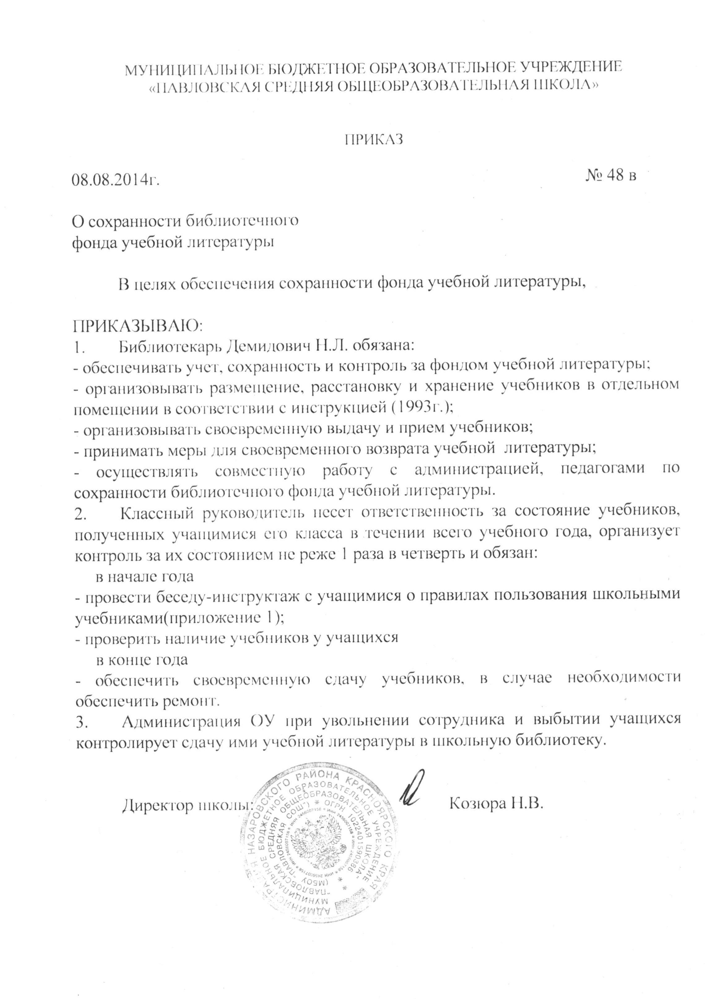 МУНИЦИПАЛЬНОЕ БЮДЖЕТНОЕ ОБРАЗОВАТЕЛЬНОЕ УЧРЕЖДЕНИЕ
«ПАВЛОВСКАЯ СРЕДНЯЯ ОБЩЕОБРАЗОВАТЕЛЬНАЯ ШКОЛА»
ПРИКАЗ
08.08.2014г. № 48 в
О сохранности библиотечного
фонда учебной литературы
В целях обеспечения сохранности фонда учебной литературы,
ПРИКАЗЫВАЮ:
1. Библиотекарь Демидович Н.Л. обязана:
- обеспечивать учет, сохранность и контроль за фондом учебной литературы;
- организовывать размещение, расстановку и хранение учебников в отдельном
помещении в соответствии с инструкцией (1993г.);
- организовывать своевременную выдачу и прием учебников;
- принимать меры для своевременного возврата учебной литературы;
- осуществлять совместную работу с администрацией, педагогами по
сохранности библиотечного фонда учебной литературы.
2. Классный руководитель несет ответственность за состояние учебников,
полученных учащимися его класса в течении всего учебного года, организует
контроль за их состоянием не реже 1 раза в четверть и обязан:
в начале года
- провести беседу-инструктаж с учащимися о правилах пользования школьными
учебниками(приложение 1);
- проверить наличие учебников у учащихся
в конце года
- обеспечить своевременную сдачу учебников, в случае необходимости
обеспечить ремонт.
3. Администрация ОУ при увольнении сотрудника и выбытии учащихся
контролирует сдачу ими учебной литературы в школьную библиотеку.
Директор школы: Козюра Н.В.
НАЗАРОВСКОГО РАЙОНА КРАСНОЯРСКОГО КРАЯ
МУНИЦИПАЛЬНОЕ БЮДЖЕТНОЕ ОБРАЗОВАТЕЛЬНОЕ УЧРЕЖДЕНИЕ
"ПАВЛОВСКАЯ СРЕДНЯЯ ОБЩЕОБРАЗОВАТЕЛЬНАЯ ШКОЛА"
(МБОУ "ПАВЛОВСКАЯ СОШ") * ОГРН 1022401590386 *
ИНН 2456007158 * ИНН 2456007158 * ИНН 2456007158 * ИНН 2456007158 * ИНН 2456007158 *